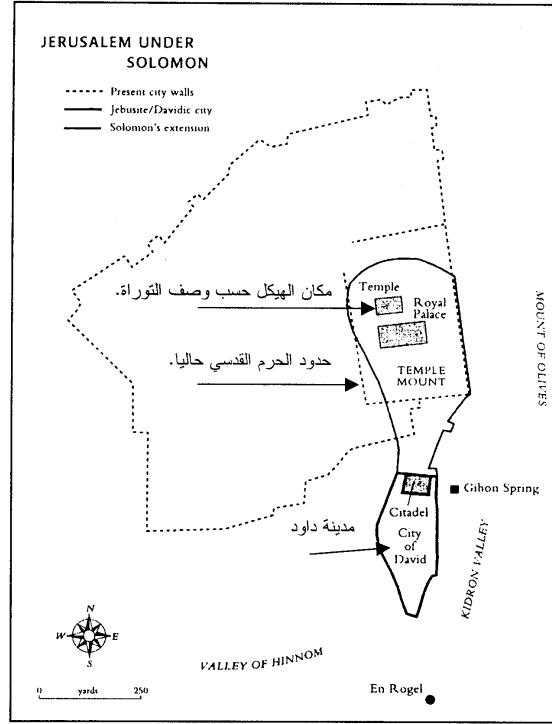 JERUSALEM UNDER
SOLOMON
Present city walls
Jebusite/Davidic city
Solomon's extension
مكان الهيكل حسب وصف التوراة.
Temple
Royal
Palace
حدود الحرم القدسي حاليا.
TEMPLE
MOUNT
MOUNT OF OLIVES
Gihon Spring
Citadel
مدينة داود
City
of
David
KIDRON VALLEY
N
W E
S
VALLEY OF HINNOM
0 yards 250
En Rogel